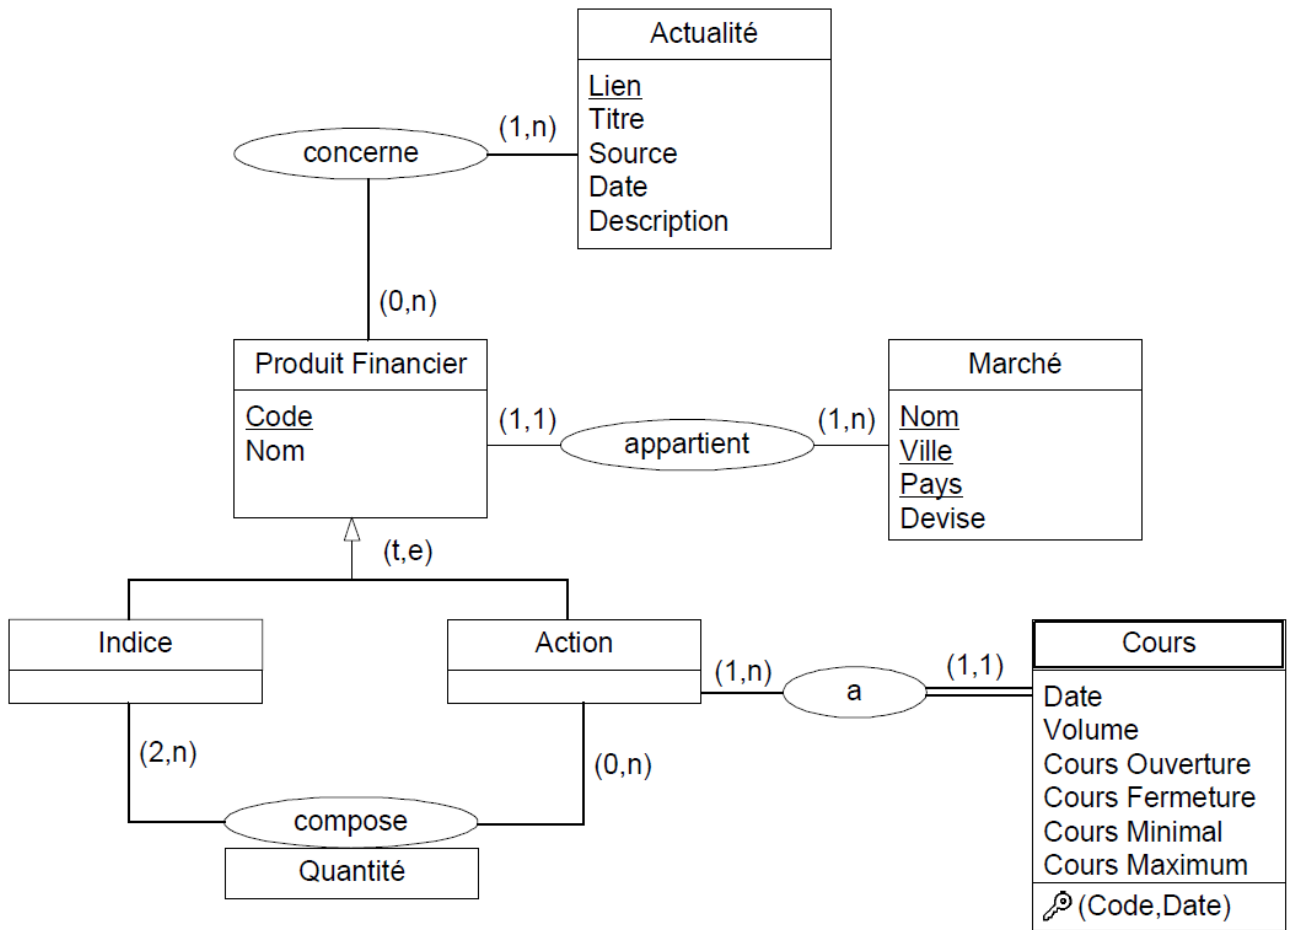 Actualité
Lien
Titre
Source
Date
Description
(1,n)
concerne
(0,n)
Produit Financier
Code
Nom
(1,1)
appartient
(1,n)
Marché
Nom
Ville
Pays
Devise
(t,e)
Indice
Action
(1,n)
a
(1,1)
Cours
Date
Volume
Cours Ouverture
Cours Fermeture
Cours Minimal
Cours Maximum
(Code,Date)
(2,n)
(0,n)
compose
Quantité